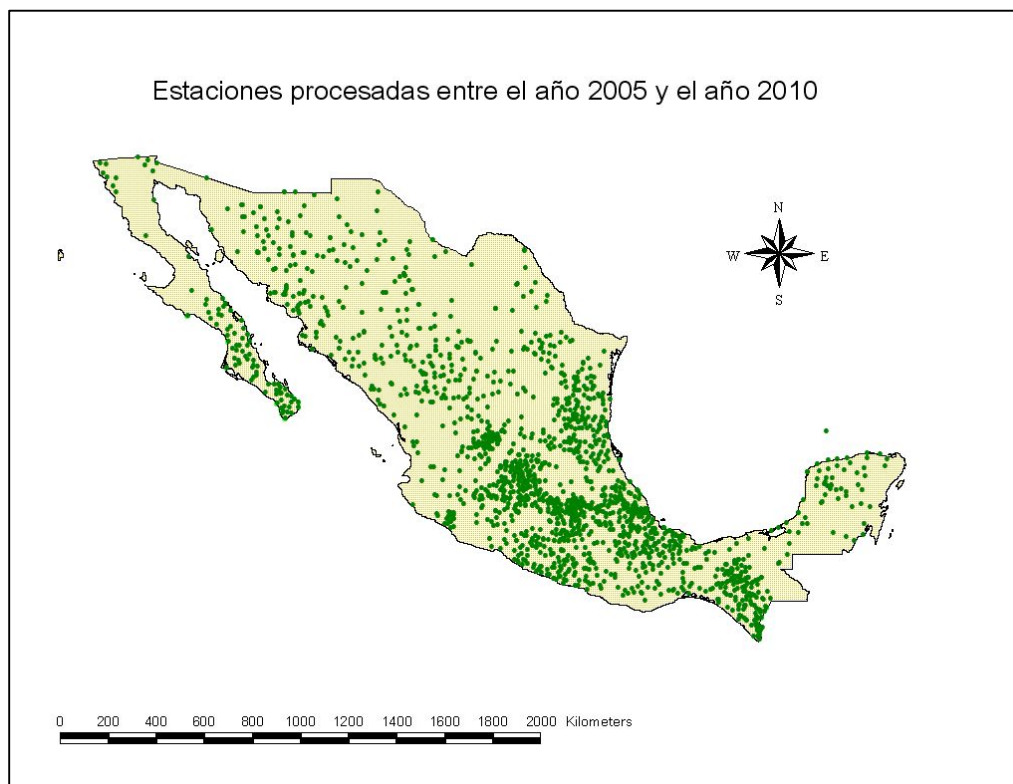 Estaciones procesadas entre el año 2005 y el año 2010
N
W E
S
0 200 400 600 800 1000 1200 1400 1600 1800 2000 Kilometers